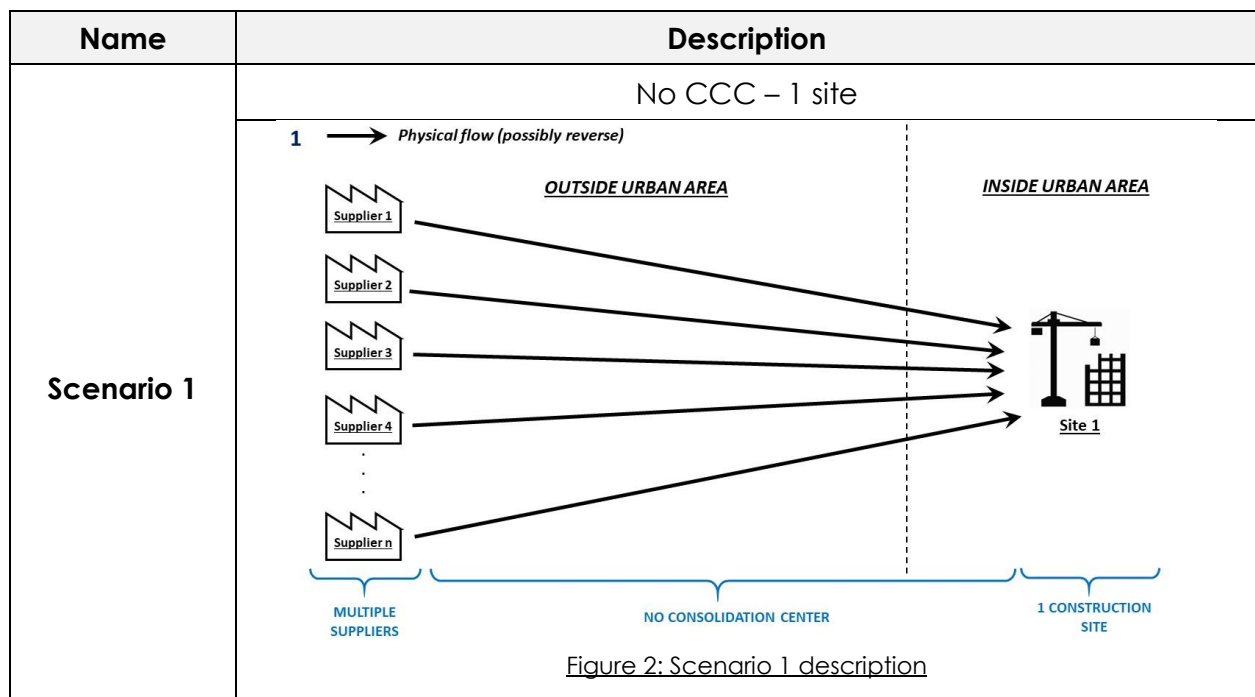 Name
Description
Scenario 1
No CCC – 1 site
1
Physical flow (possibly reverse)
OUTSIDE URBAN AREA
INSIDE URBAN AREA
Supplier 1
Supplier 2
Supplier 3
Supplier 4
.
.
.
Supplier n
Site 1
MULTIPLE
SUPPLIERS
NO CONSOLIDATION CENTER
1 CONSTRUCTION
SITE
Figure 2: Scenario 1 description